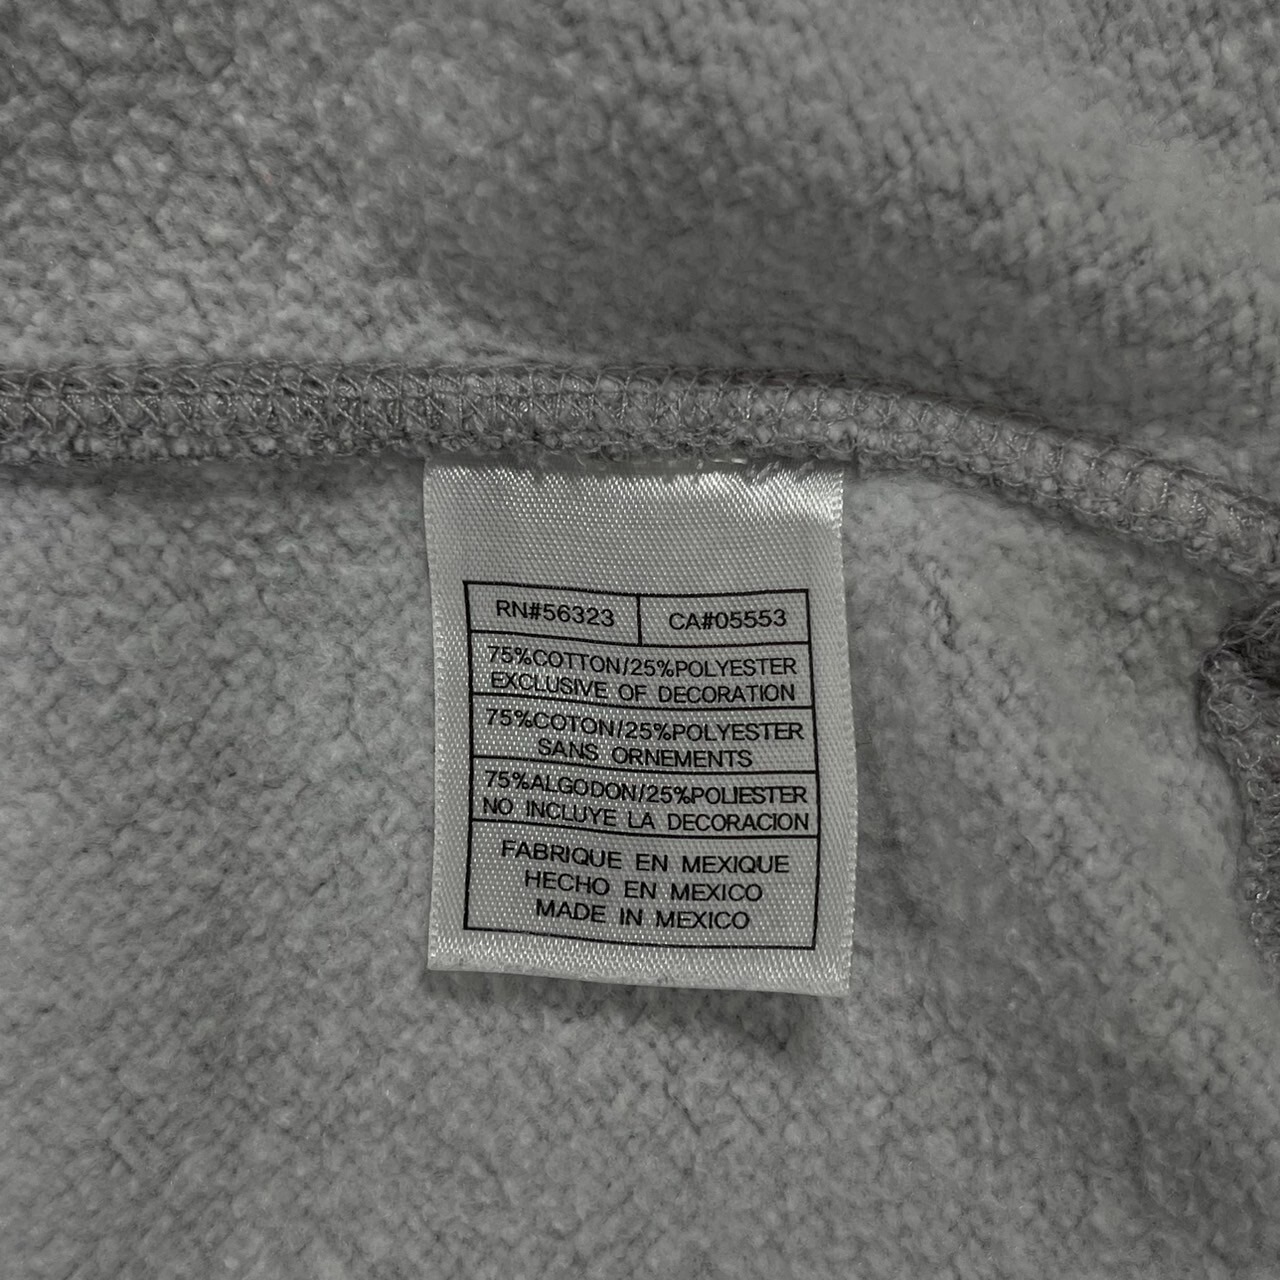 RN#56323 CA#05553
75%COTTON/25%POLYESTER
EXCLUSIVE OF DECORATION
75%COTON/25%POLYESTER
SANS ORNEMENTS
75%ALGODON/25%POLIESTER
NO INCLUYE LA DECORACION
FABRIQUE EN MEXIQUE
HECHO EN MEXICO
MADE IN MEXICO